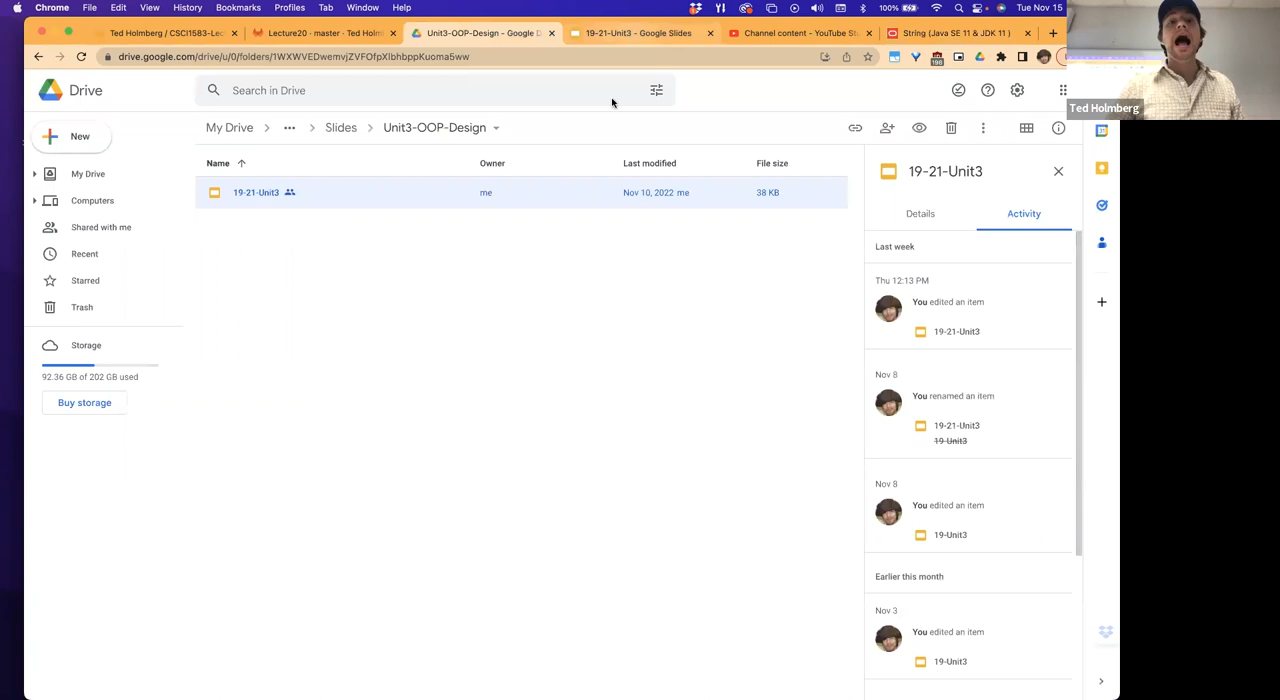 Chrome File Edit View History Bookmarks Profiles Tab Window Help 100% Tue Nov 15
Ted Holmberg / CSCI1583-Lec Lecture20 · master · Ted Holm Unit3-OOP-Design - Google D 19-21-Unit3 - Google Slides Channel content - YouTube St String (Java SE 11 & JDK 11 )
drive.google.com/drive/u/0/folders/1WXWVEDwemvjZVFOfpXlbhbppKuoma5ww
198
Drive
Search in Drive
Ted Holmberg
New
My Drive
Slides
Unit3-OOP-Design
Name
Owner
Last modified
File size
19-21-Unit3
me
Nov 10, 2022 me
38 KB
My Drive
Computers
Shared with me
Recent
Starred
Trash
Storage
92.36 GB of 202 GB used
Buy storage
19-21-Unit3
Details
Activity
Last week
Thu 12:13 PM
You edited an item
19-21-Unit3
Nov 8
You renamed an item
19-21-Unit3
19-Unit3
Nov 8
You edited an item
19-Unit3
Earlier this month
Nov 3
You edited an item
19-Unit3